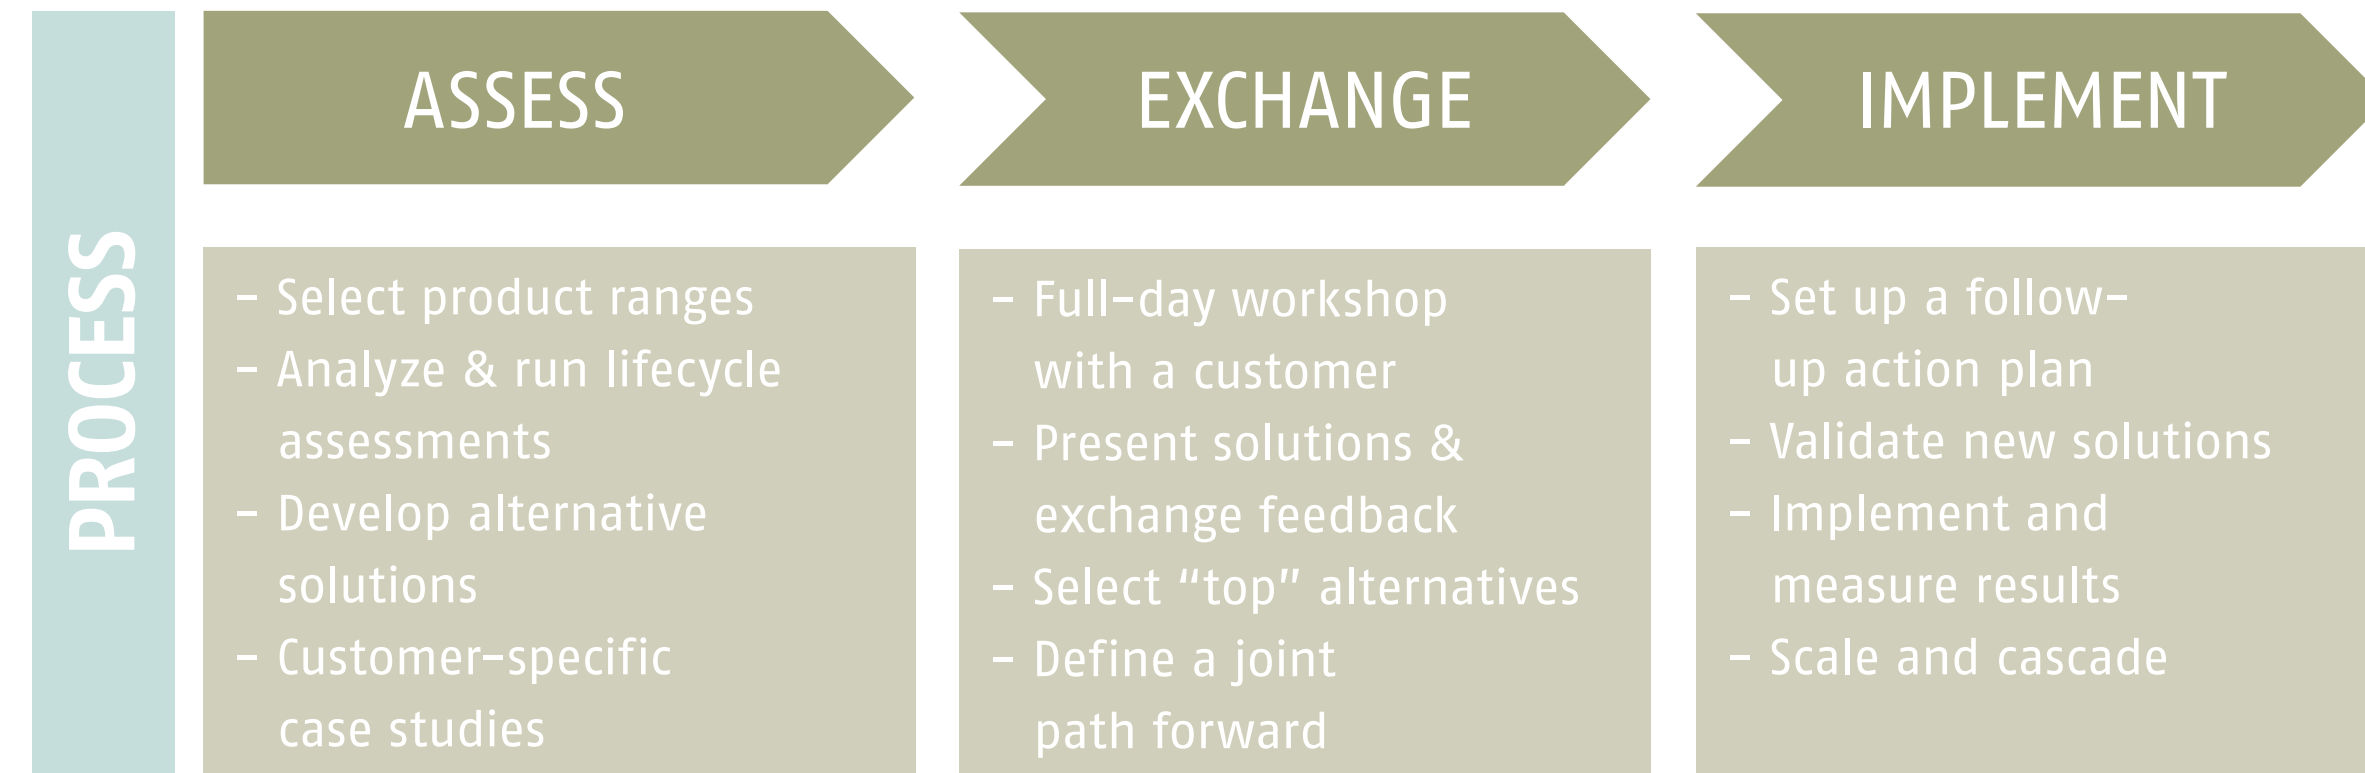 PROCESS
ASSESS
– Select product ranges
– Analyze & run lifecycle
assessments
– Develop alternative
solutions
– Customer-specific
case studies
EXCHANGE
– Full-day workshop
with a customer
– Present solutions &
exchange feedback
– Select “top” alternatives
– Define a joint
path forward
IMPLEMENT
– Set up a follow-
up action plan
– Validate new solutions
– Implement and
measure results
– Scale and cascade